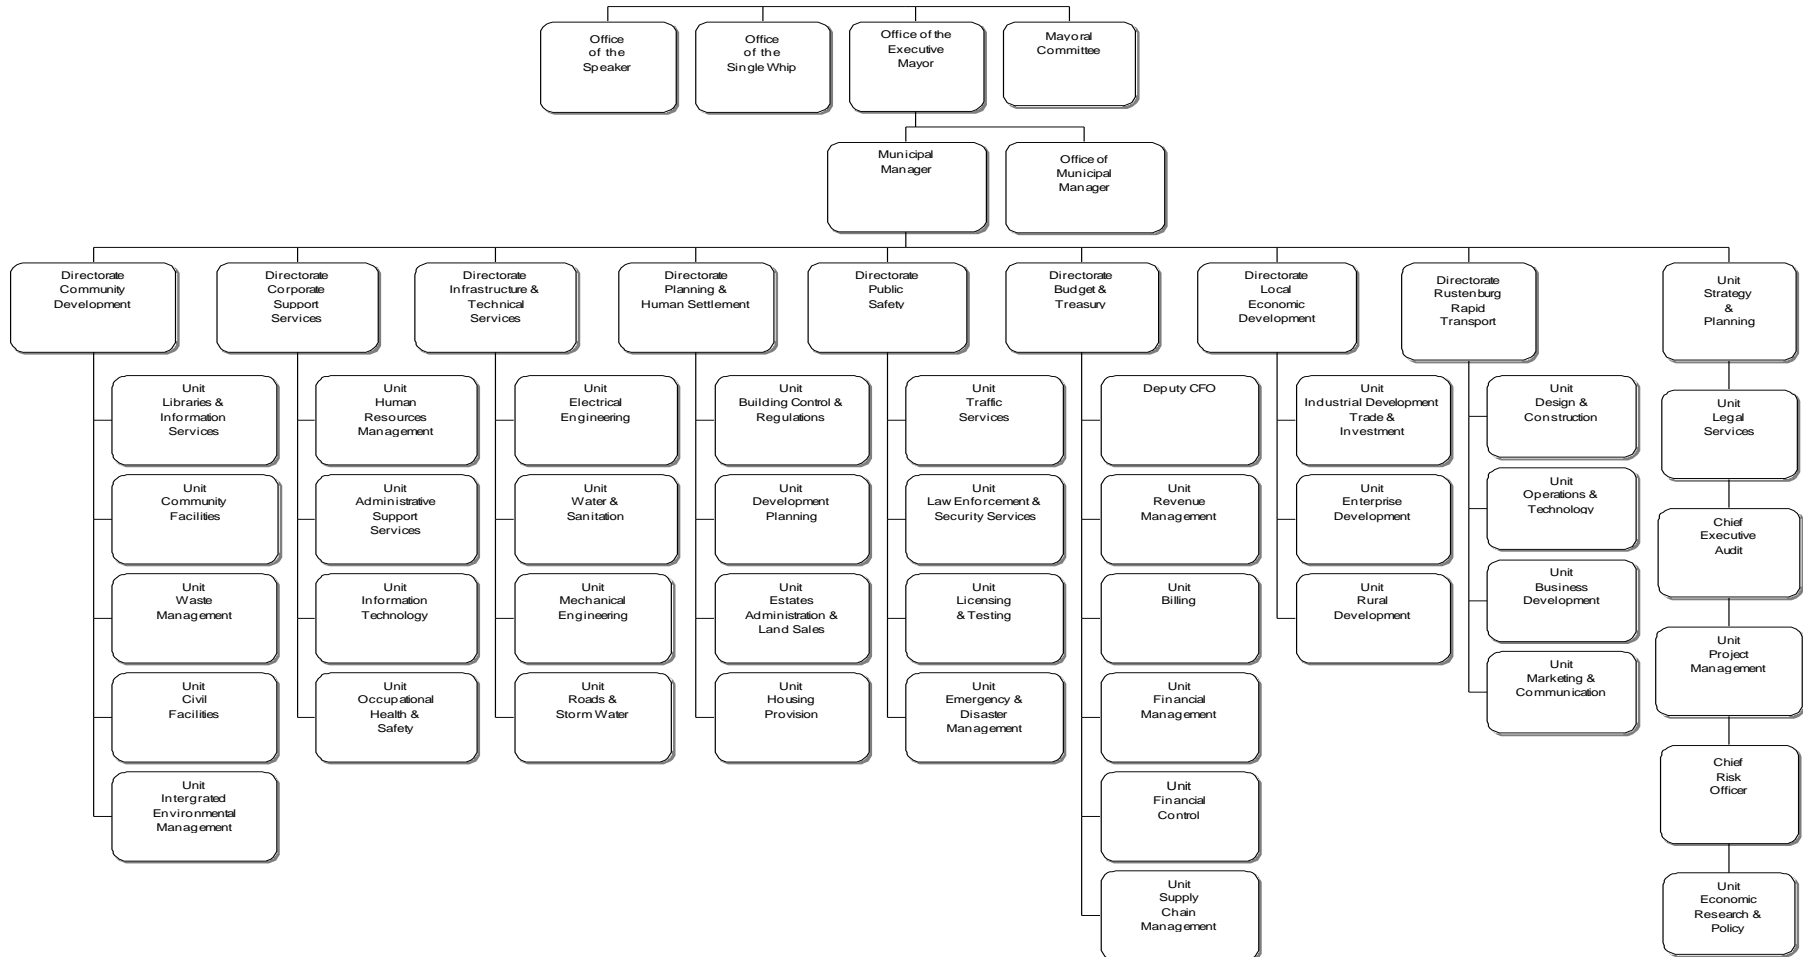 Office
of the
Speaker
Office
of the
Single Whip
Office of the
Executive
Mayor
Mayoral
Committee
Municipal
Manager
Office of
Municipal
Manager
Directorate
Community
Development
Directorate
Corporate
Support
Services
Directorate
Infrastructure &
Technical
Services
Directorate
Planning &
Human Settlement
Directorate
Public
Safety
Directorate
Budget &
Treasury
Directorate
Local
Economic
Development
Directorate
Rustenburg
Rapid
Transport
Unit
Strategy
&
Planning
Unit
Libraries &
Information
Services
Unit
Community
Facilities
Unit
Waste
Management
Unit
Civil
Facilities
Unit
Intergrated
Environmental
Management
Unit
Human
Resources
Management
Unit
Administrative
Support
Services
Unit
Information
Technology
Unit
Occupational
Health &
Safety
Unit
Electrical
Engineering
Unit
Water &
Sanitation
Unit
Mechanical
Engineering
Unit
Roads &
Storm Water
Unit
Building Control &
Regulations
Unit
Development
Planning
Unit
Estates
Administration &
Land Sales
Unit
Housing
Provision
Unit
Traffic
Services
Unit
Law Enforcement &
Security Services
Unit
Licensing
& Testing
Unit
Emergency &
Disaster
Management
Deputy CFO
Unit
Revenue
Management
Unit
Billing
Unit
Financial
Management
Unit
Financial
Control
Unit
Supply
Chain
Management
Unit
Industrial Development
Trade &
Investment
Unit
Enterprise
Development
Unit
Rural
Development
Unit
Design &
Construction
Unit
Operations &
Technology
Unit
Business
Development
Unit
Marketing &
Communication
Unit
Legal
Services
Chief
Executive
Audit
Unit
Project
Management
Chief
Risk
Officer
Unit
Economic
Research &
Policy